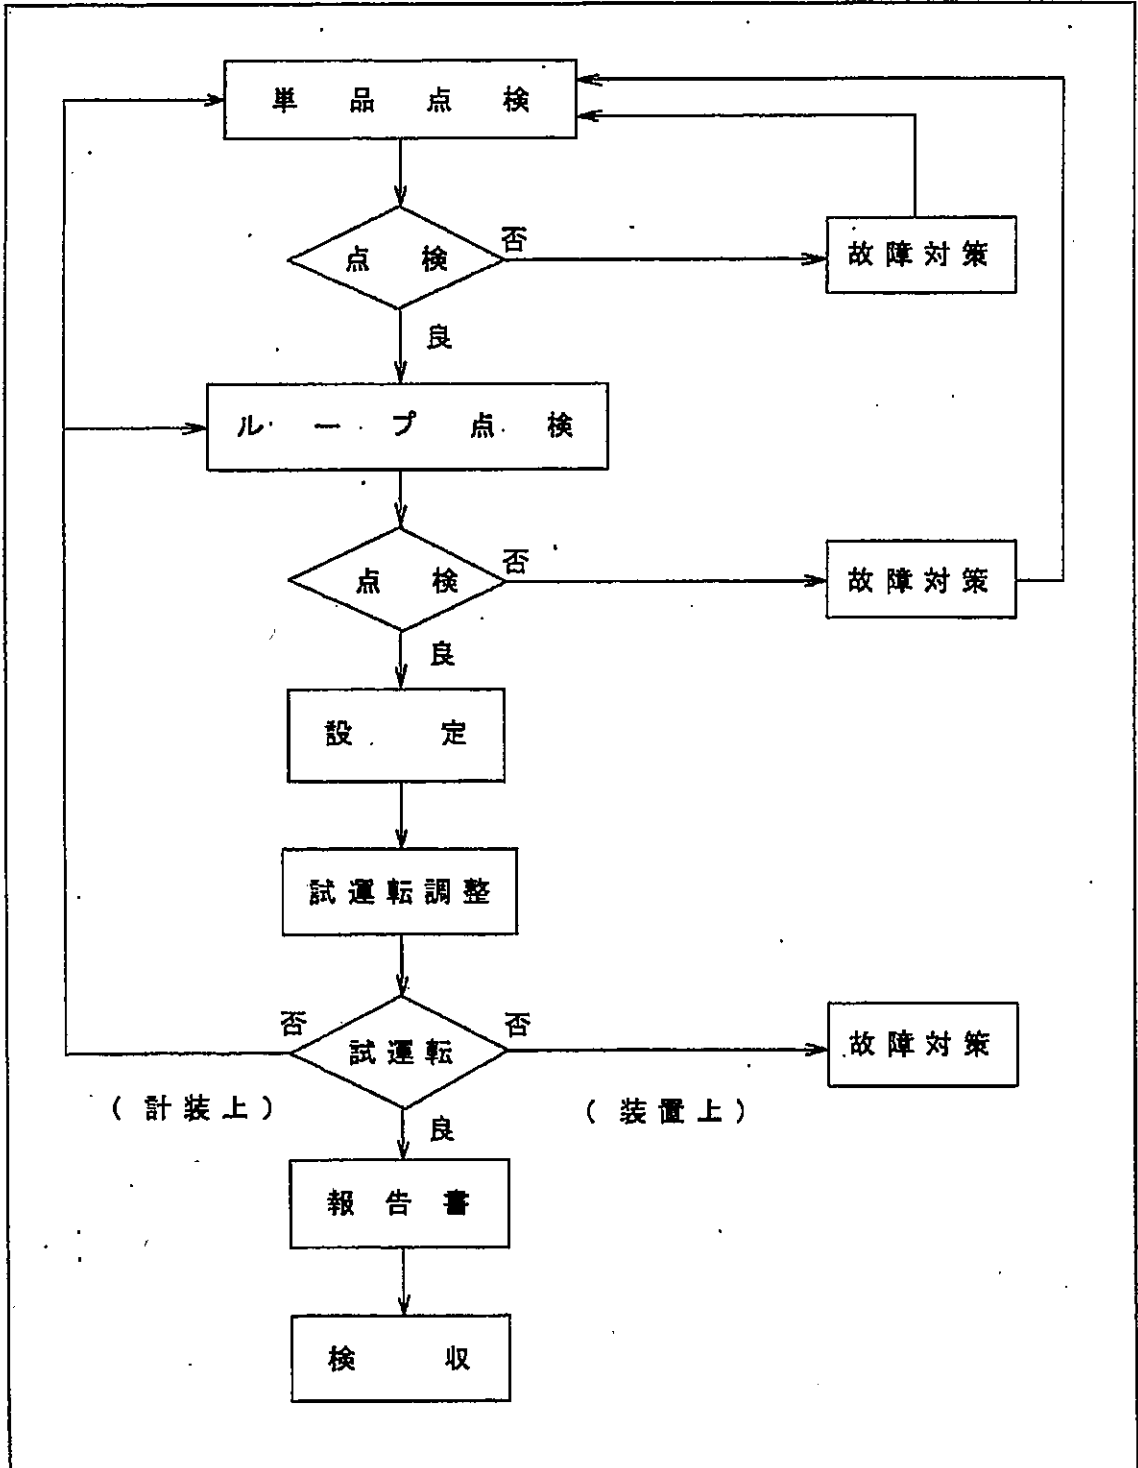 単品点検
点検
否
故障対策
良
ループ点検
点検
否
故障対策
良
設定
試運転調整
否
試運転
否
故障対策
(計装上)
(装置上)
良
報告書
検収